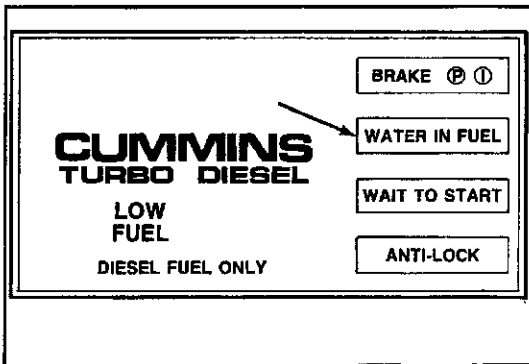 BRAKE Ⓟ Ⓘ
WATER IN FUEL
CUMMINS
TURBO DIESEL
WAIT TO START
LOW
FUEL
ANTI-LOCK
DIESEL FUEL ONLY